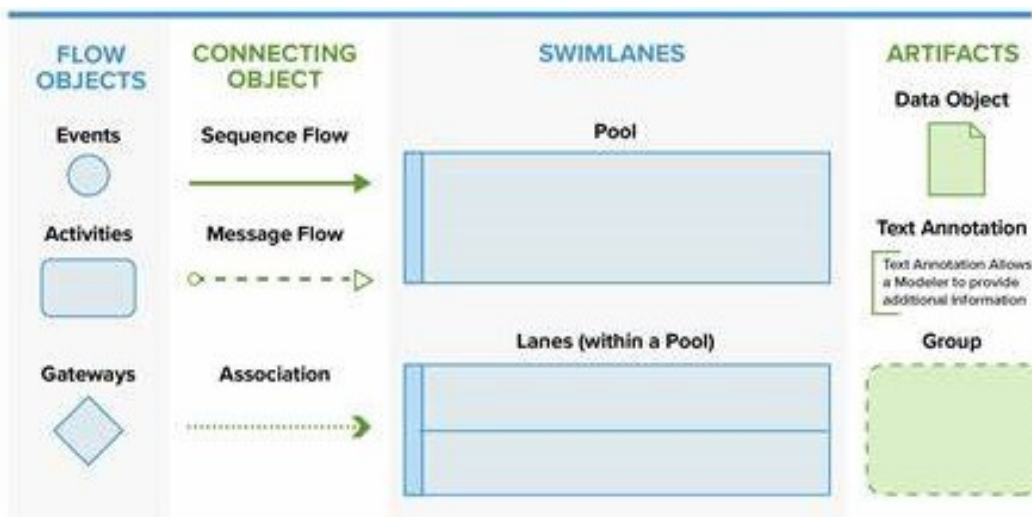 FLOW
OBJECTS
Events
Activities
Gateways
CONNECTING
OBJECT
Sequence Flow
Message Flow
Association
SWIMLANES
Pool
Lanes (within a Pool)
ARTIFACTS
Data Object
Text Annotation
Text Annotation Allows
a Modeler to provide
additional Information
Group